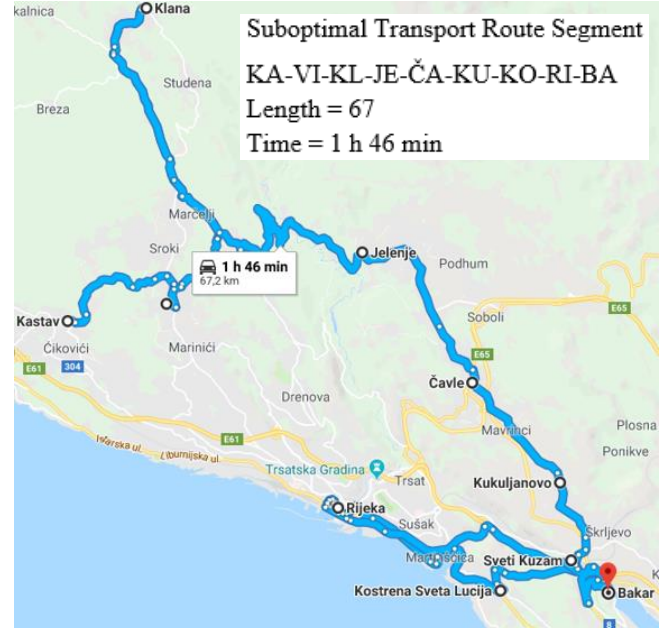 kalnica
Klana
Suboptimal Transport Route Segment
KA-VI-KL-JE-ČA-KU-KO-RI-BA
Length = 67
Time = 1 h 46 min
Studena
Breza
Marčelji
Sroki
1 h 46 min
67,2 km
Jelenje
Podhum
Kastav
Čikovići
Marinići
Soboli
E65
E61
304
E65
Čavle
Drenova
Mavrinci
Plosna
Ponikve
E61
Istarska ul.
Liburnijska ul.
Trsatska Gradina
Trsat
Kukuljanovo
Rijeka
Sušak
Škrljevo
Martinšćica
Sveti Kuzam
Kostrena Sveta Lucija
Bakar
8